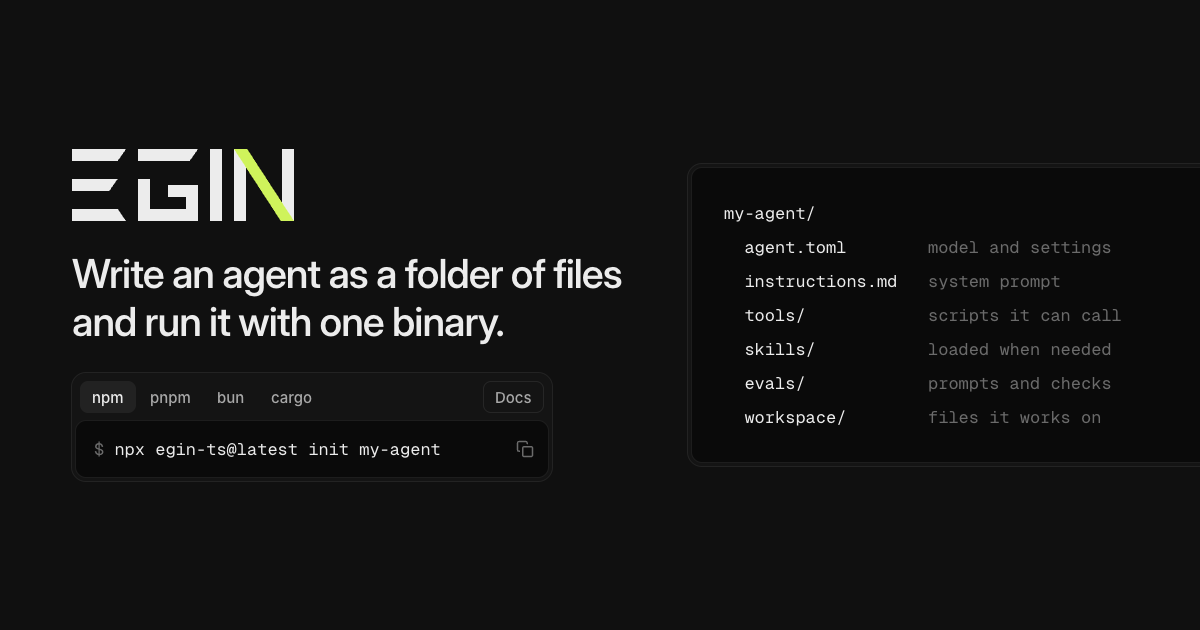 EGIN
Write an agent as a folder of files
and run it with one binary.
npm pnpm bun cargo Docs
$ npx egin-ts@latest init my-agent
my-agent/
agent.toml model and settings
instructions.md system prompt
tools/ scripts it can call
skills/ loaded when needed
evals/ prompts and checks
workspace/ files it works on